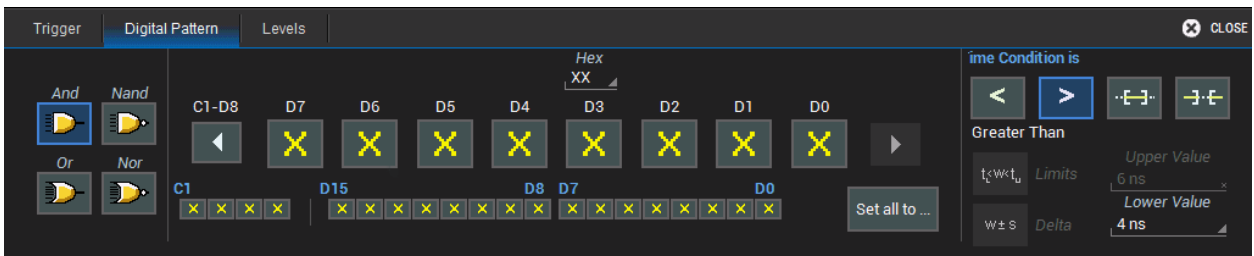 Trigger Digital Pattern Levels CLOSE
Hex
XX
And Nand
Or Nor
C1-D8 D7 D6 D5 D4 D3 D2 D1 D0
X X X X X X X X
C1 D15 D8 D7 D0
X X X X X X X X X X X X X X X X X X X X
Set all to ...
ime Condition is
< >
Greater Than
tL<w<tu Limits
Upper Value
6 ns
w± s Delta
Lower Value
4 ns